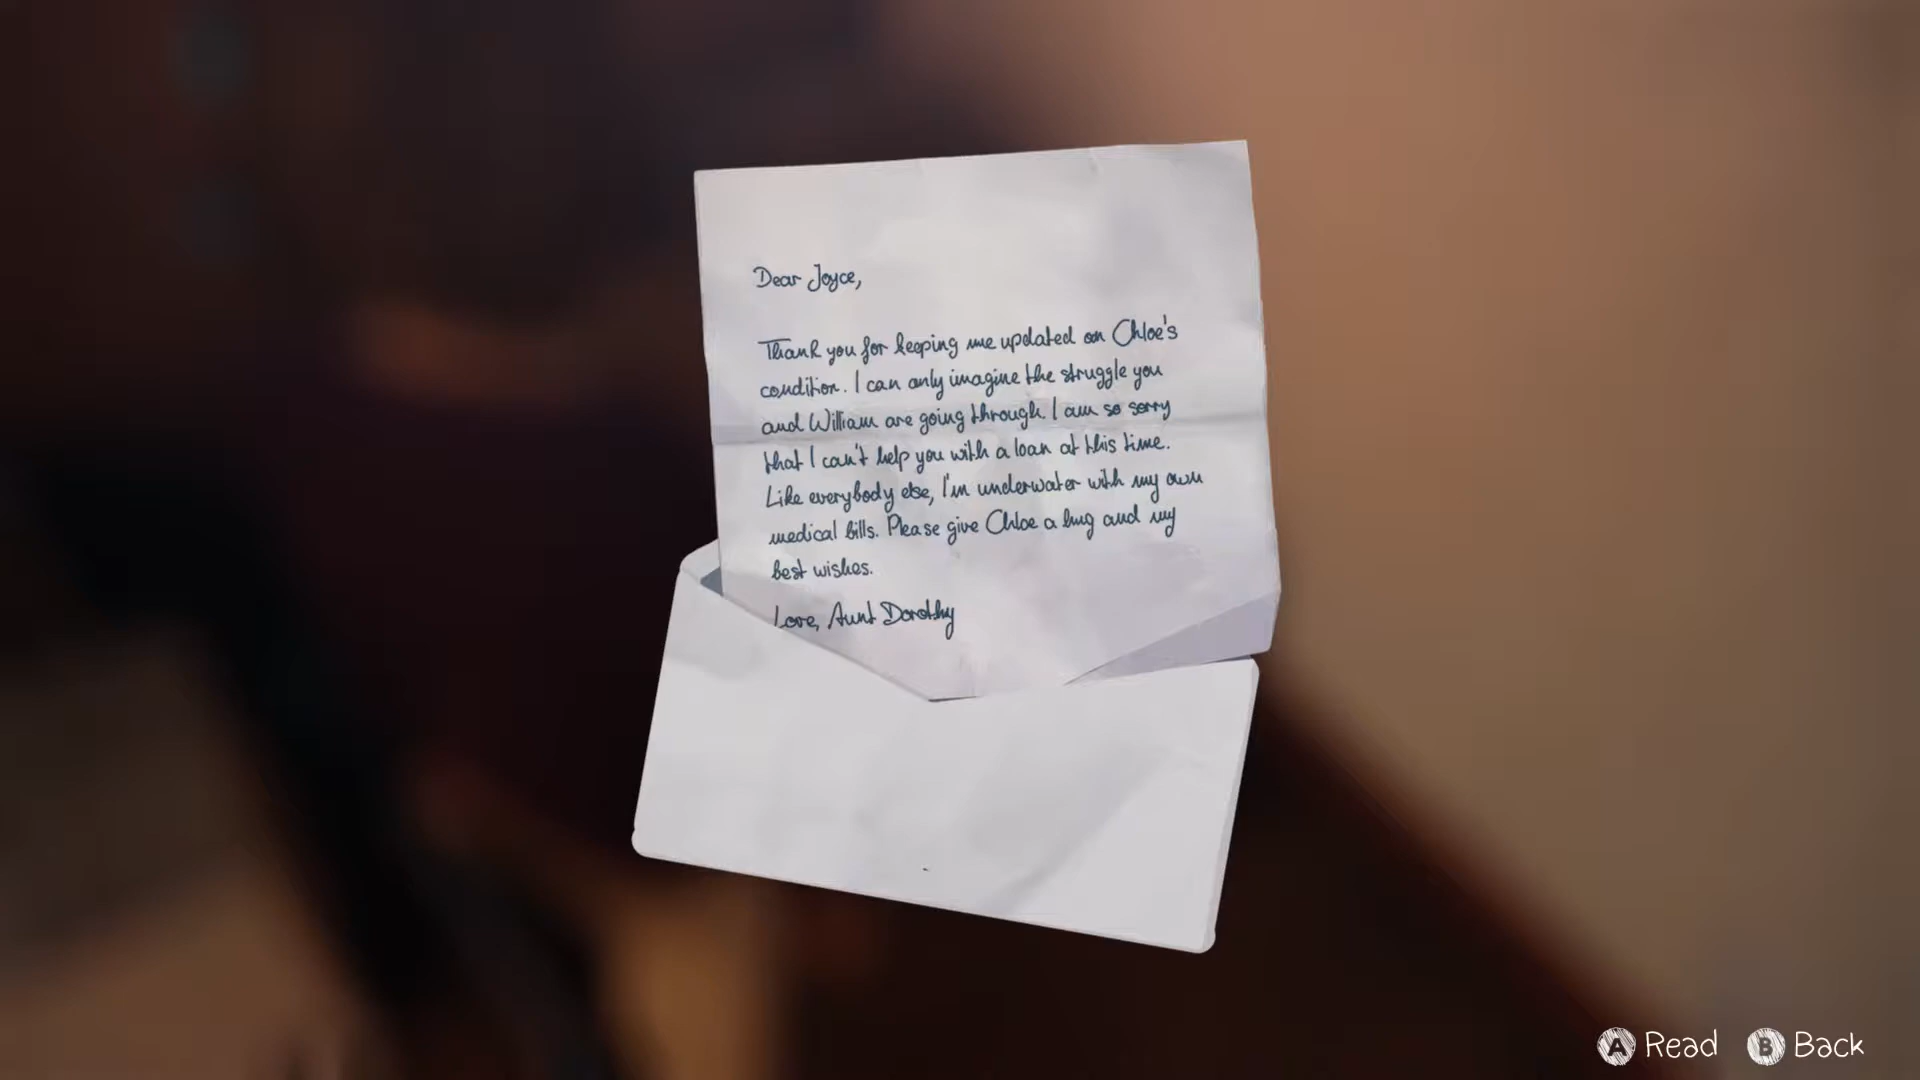 Dear Joyce,
Thank you for keeping me updated on Chloe's
condition. I can only imagine the struggle you
and William are going through. I am so sorry
that I can't help you with a loan at this time.
Like everybody else, I'm underwater with my own
medical bills. Please give Chloe a hug and my
best wishes.
Love, Aunt Dorothy
A Read B Back